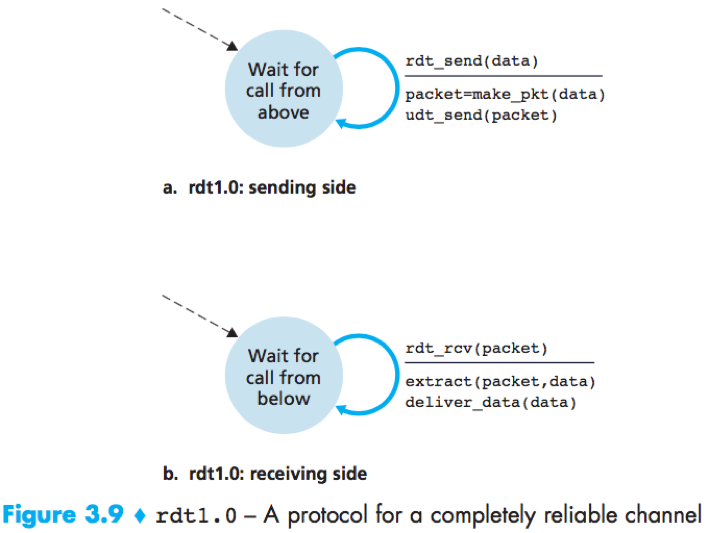 Wait for
call from
above
rdt_send(data)
packet=make_pkt(data)
udt_send(packet)
a. rdt1.0: sending side
Wait for
call from
below
rdt_rcv(packet)
extract(packet,data)
deliver_data(data)
b. rdt1.0: receiving side
Figure 3.9 ♦ rdt1.0 – A protocol for a completely reliable channel